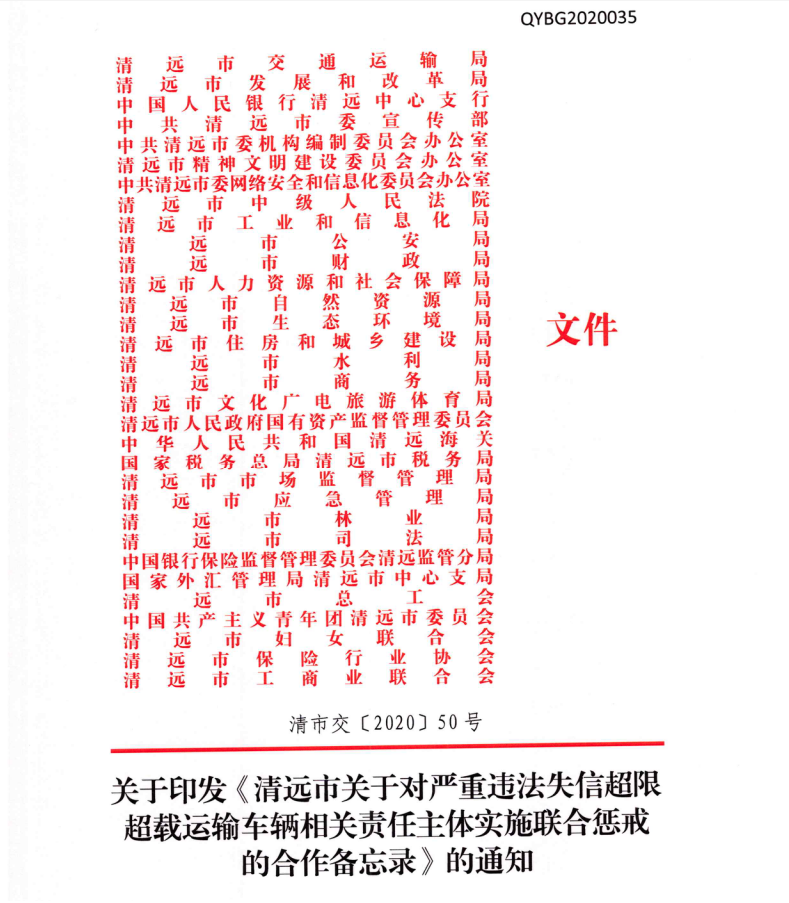 QYBG2020035
清远市交通运输局
清远市发展和改革局
中国人民银行清远中心支行
中共清远市委宣传部
中共清远市委机构编制委员会办公室
清远市精神文明建设委员会办公室
中共清远市委网络安全和信息化委员会办公室
清远市中级人民法院
清远市工业和信息化局
清远市公安局
清远市财政局
清远市人力资源和社会保障局
清远市自然资源局
清远市生态环境局
清远市住房和城乡建设局
清远市水利局
清远市商务局
清远市文化广电旅游体育局
清远市人民政府国有资产监督管理委员会
中华人民共和国清远海关
国家税务总局清远市税务局
清远市市场监督管理局
清远市应急管理局
清远市林业局
清远市司法局
中国银行保险监督管理委员会清远监管分局
国家外汇管理局清远市中心支局
清远市总工会
中国共产主义青年团清远市委员会
清远市妇女联合会
清远市保险行业协会
清远市工商业联合会
文件
清市交〔2020〕50号
关于印发《清远市关于对严重违法失信超限
超载运输车辆相关责任主体实施联合惩戒
的合作备忘录》的通知